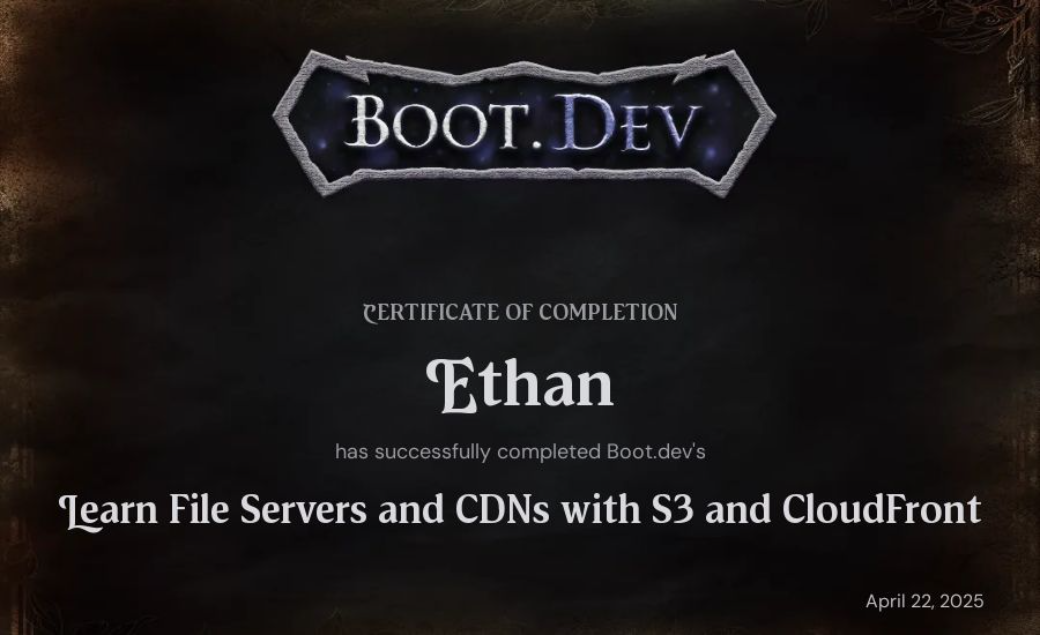 BOOT.DEV
CERTIFICATE OF COMPLETION
Ethan
has successfully completed Boot.dev's
Learn File Servers and CDNs with S3 and CloudFront
April 22, 2025